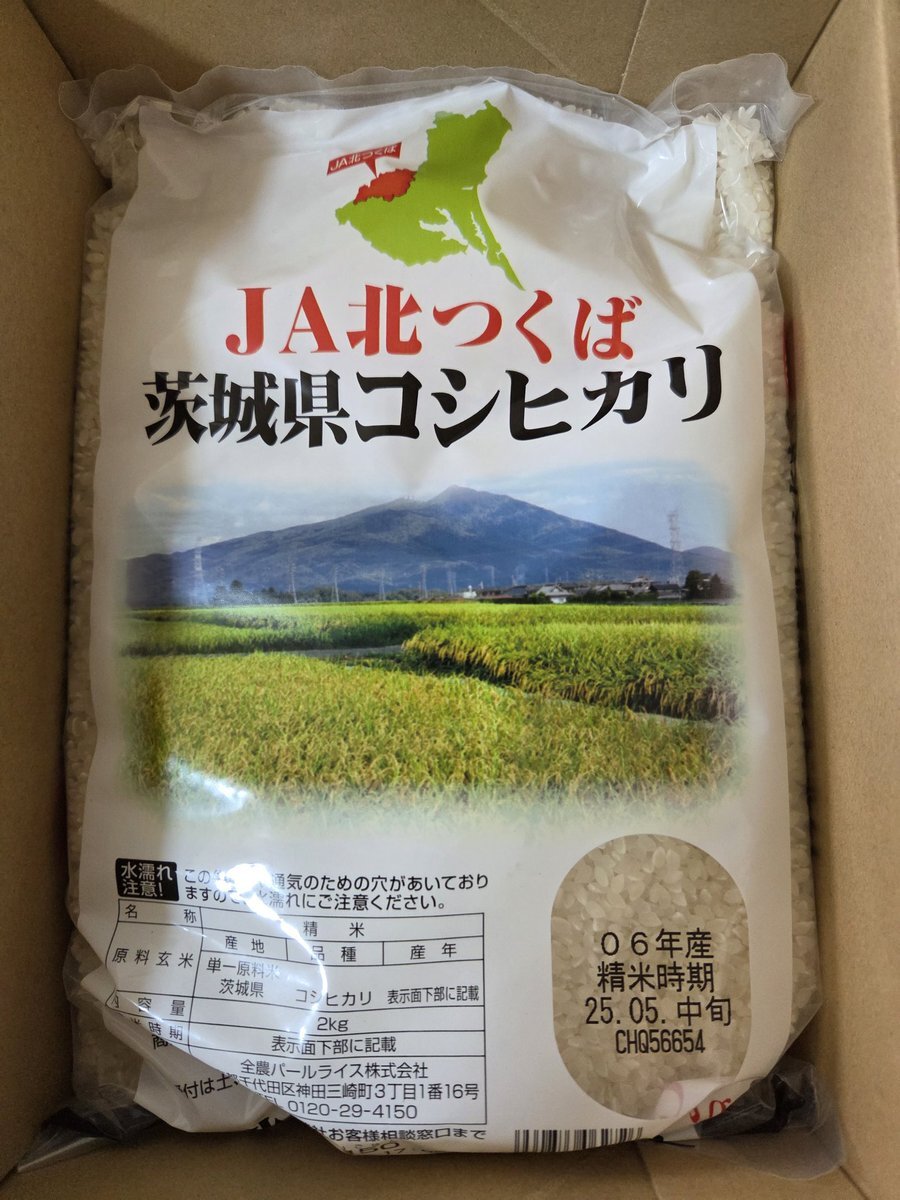 JA北つくば
JA北つくば
茨城県コシヒカリ
水濡れ
注意!
通気のための穴があいており
水濡れにご注意ください。
名 称
精 米
原料玄米
産 地
品 種
産 年
単一原料米
茨城県
コシヒカリ
表示面下部に記載
容 量
2kg
時期
表示面下部に記載
全農パールライス株式会社
千代田区神田三崎町3丁目1番16号
0120-29-4150
お客様相談窓口まで
06年産
精米時期
25.05.中旬
CHQ56654